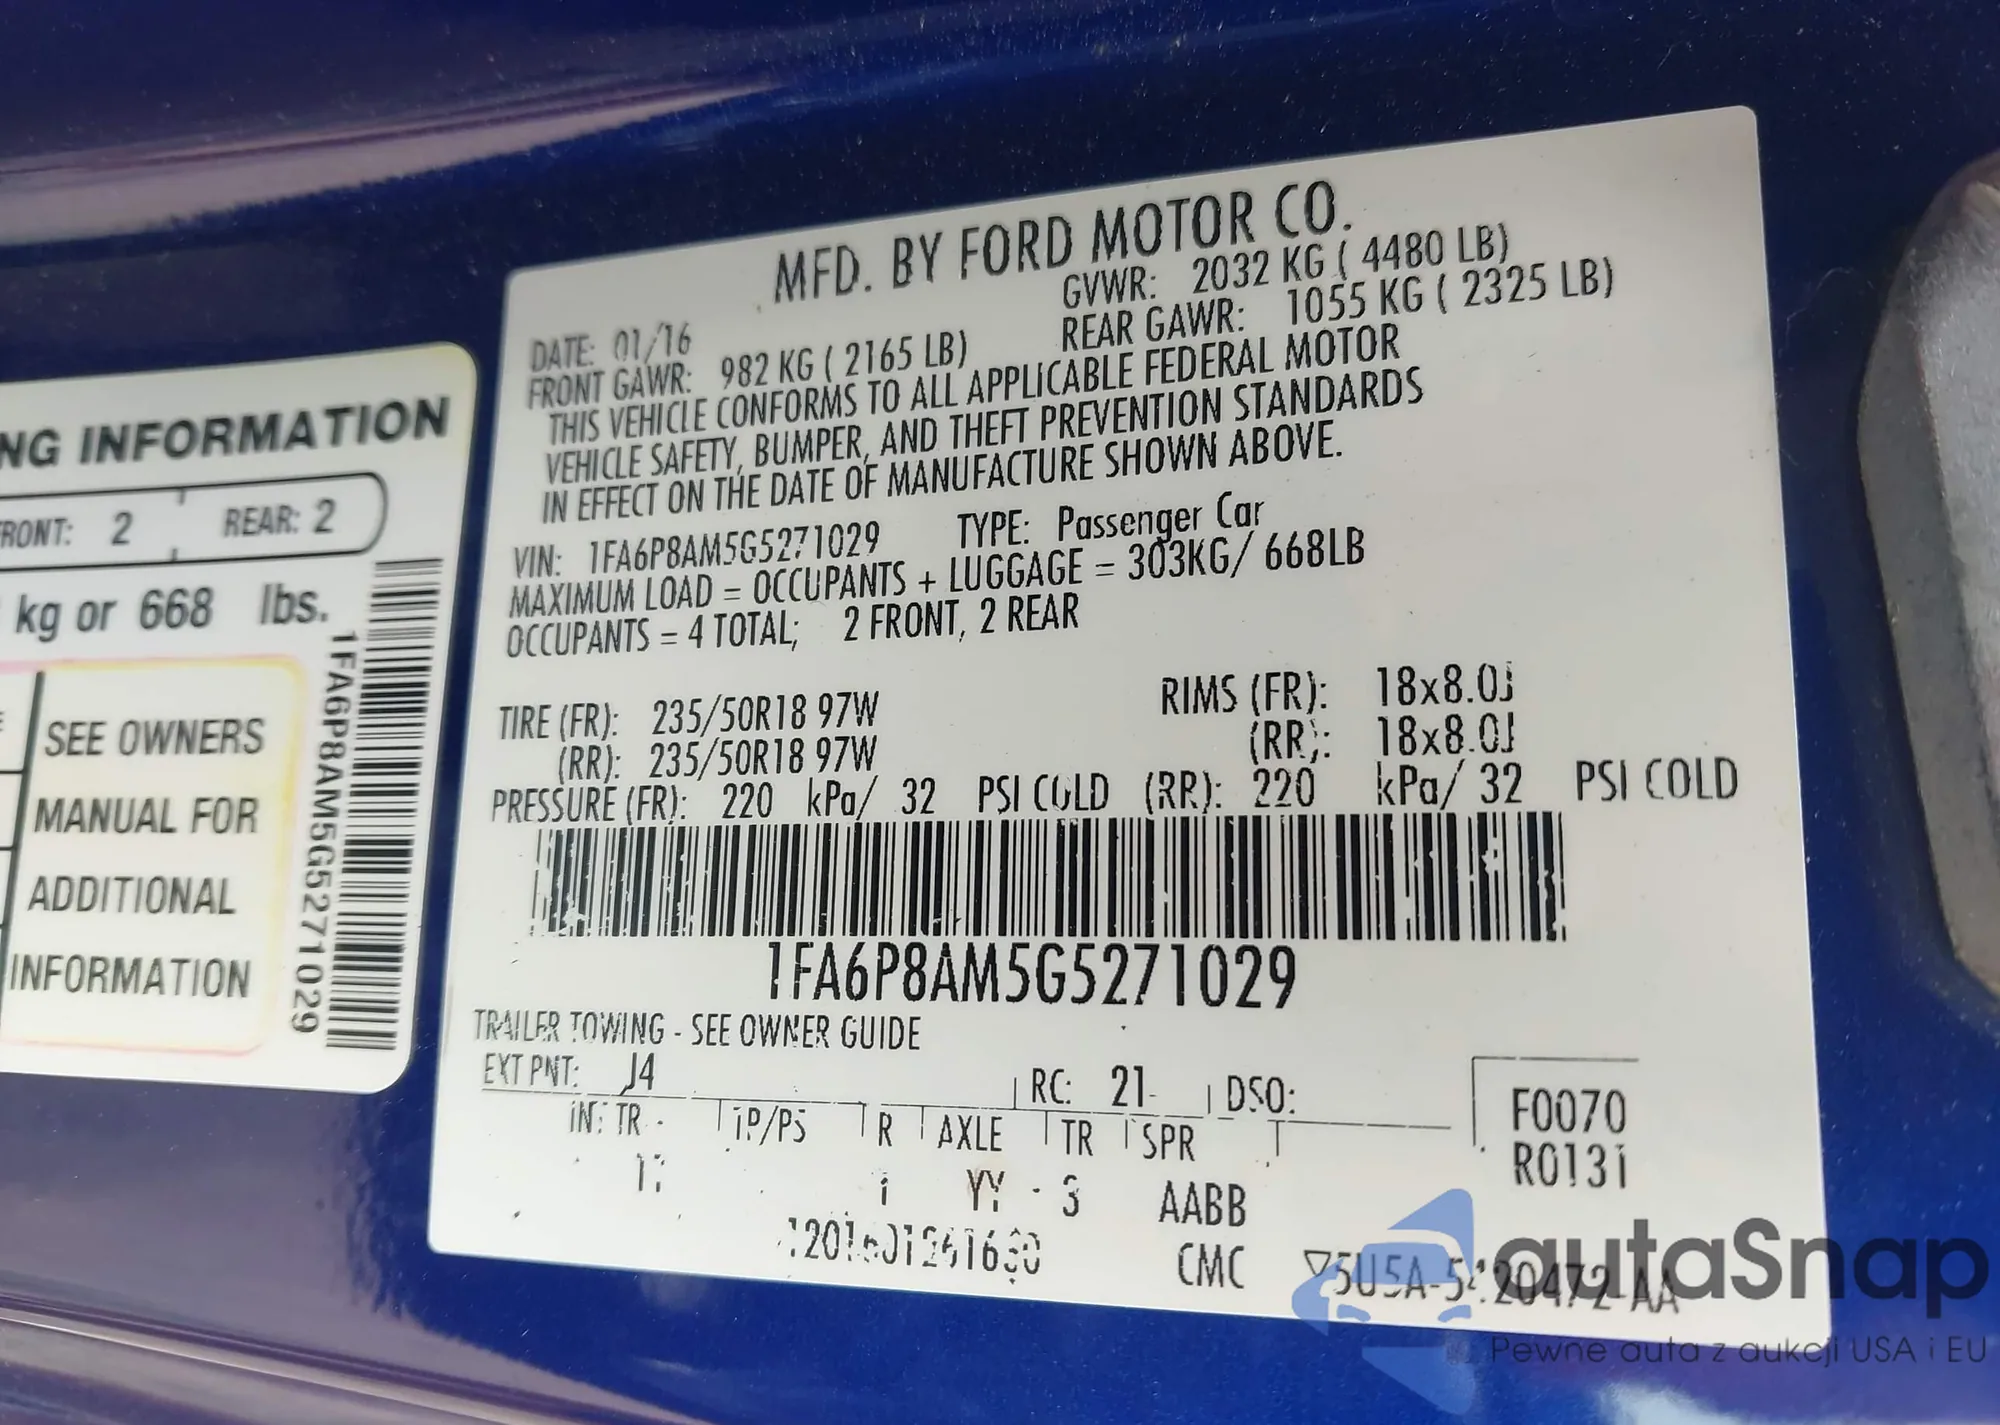 NG INFORMATION
RONT: 2 REAR: 2
kg or 668 lbs.
SEE OWNERS
MANUAL FOR
ADDITIONAL
INFORMATION
1FA6P8AM5G5271029
MFD. BY FORD MOTOR CO.
DATE: 01/16 GVWR: 2032 KG ( 4480 LB)
FRONT GAWR: 982 KG ( 2165 LB) REAR GAWR: 1055 KG ( 2325 LB)
THIS VEHICLE CONFORMS TO ALL APPLICABLE FEDERAL MOTOR
VEHICLE SAFETY, BUMPER, AND THEFT PREVENTION STANDARDS
IN EFFECT ON THE DATE OF MANUFACTURE SHOWN ABOVE.
VIN: 1FA6P8AM5G5271029 TYPE: Passenger Car
MAXIMUM LOAD = OCCUPANTS + LUGGAGE = 303KG/ 668LB
OCCUPANTS = 4 TOTAL; 2 FRONT, 2 REAR
TIRE (FR): 235/50R18 97W RIMS (FR): 18x8.0J
(RR): 235/50R18 97W (RR): 18x8.0J
PRESSURE (FR): 220 kPa/ 32 PSI COLD (RR): 220 kPa/ 32 PSI COLD
1FA6P8AM5G5271029
TRAILER TOWING - SEE OWNER GUIDE
EXT PNT: J4 RC: 21 DSO:
F0070
R0131
INT TR TP/PS R AXLE TR SPR
YY 3 AABB
CMC
autaSnap
Pewne auta z aukcji USA i EU